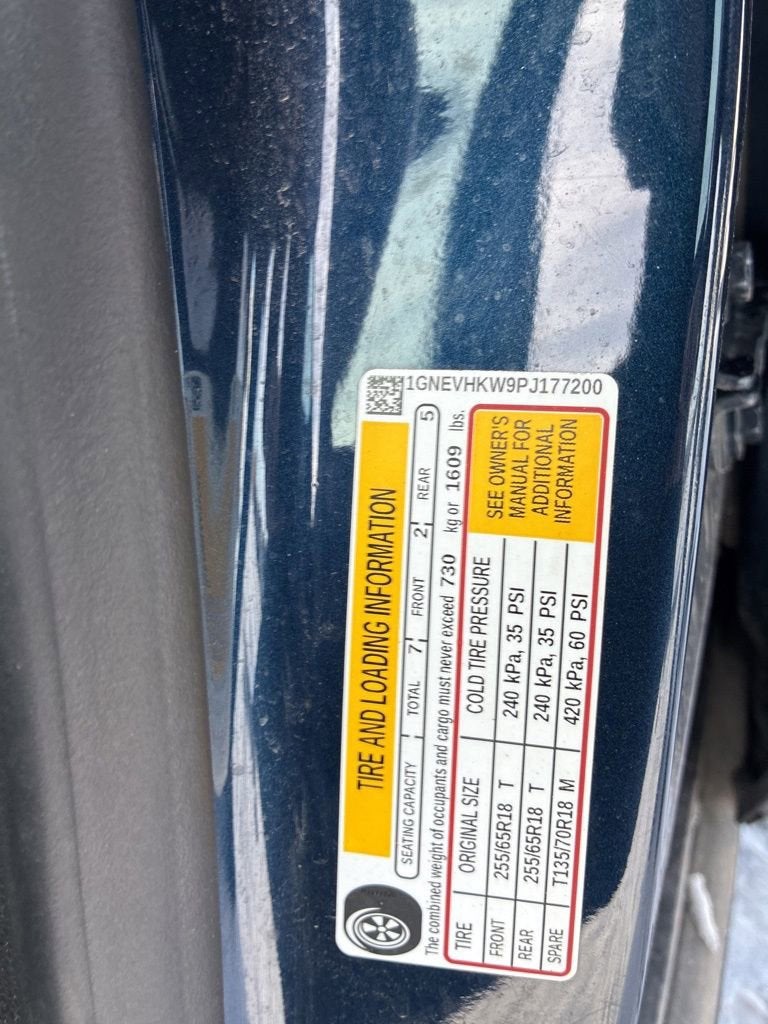 1GNEVHKW9PJ177200
TIRE AND LOADING INFORMATION
SEATING CAPACITY TOTAL 7 FRONT 2 REAR 5
The combined weight of occupants and cargo must never exceed 730 kg or 1609 lbs.
TIRE ORIGINAL SIZE COLD TIRE PRESSURE
FRONT 255/65R18 T 240 kPa, 35 PSI
REAR 255/65R18 T 240 kPa, 35 PSI
SPARE T135/70R18 M 420 kPa, 60 PSI
SEE OWNER'S
MANUAL FOR
ADDITIONAL
INFORMATION